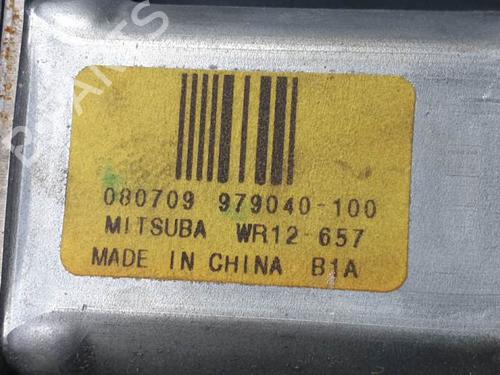 080709 979040-100
MITSUBA WR12-657
MADE IN CHINA B1A